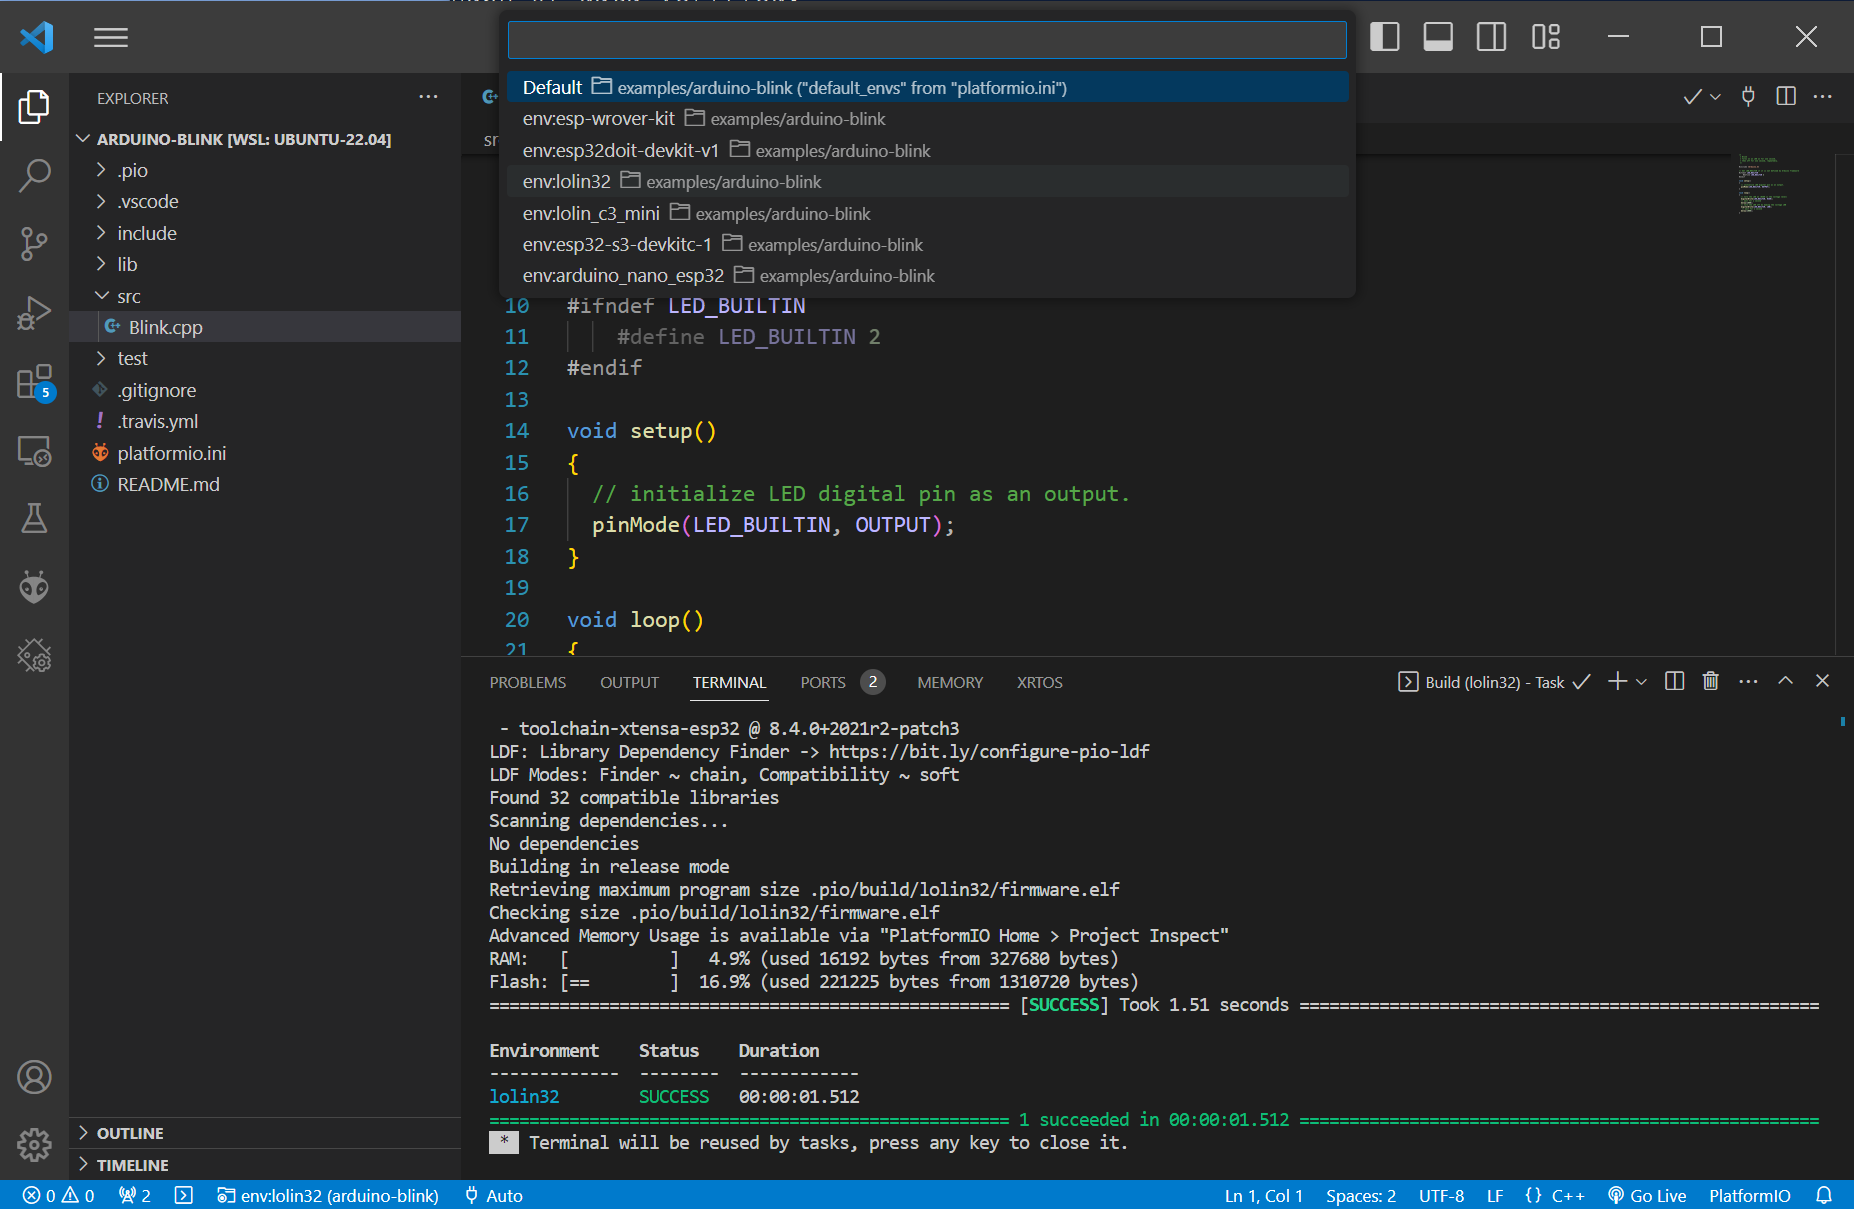 Default examples/arduino-blink ("default_envs" from "platformio.ini")
env:esp-wrover-kit examples/arduino-blink
env:esp32doit-devkit-v1 examples/arduino-blink
env:lolin32 examples/arduino-blink
env:lolin_c3_mini examples/arduino-blink
env:esp32-s3-devkitc-1 examples/arduino-blink
env:arduino_nano_esp32 examples/arduino-blink
EXPLORER
ARDUINO-BLINK [WSL: UBUNTU-22.04]
.pio
.vscode
include
lib
src
Blink.cpp
test
.gitignore
.travis.yml
platformio.ini
README.md
5
OUTLINE
TIMELINE
10 #ifndef LED_BUILTIN
11 #define LED_BUILTIN 2
12 #endif
13
14 void setup()
15 {
16 // initialize LED digital pin as an output.
17 pinMode(LED_BUILTIN, OUTPUT);
18 }
19
20 void loop()
21 {
PROBLEMS OUTPUT TERMINAL PORTS 2 MEMORY XRTOS Build (lolin32) - Task
- toolchain-xtensa-esp32 @ 8.4.0+2021r2-patch3
LDF: Library Dependency Finder -> https://bit.ly/configure-pio-ldf
LDF Modes: Finder ~ chain, Compatibility ~ soft
Found 32 compatible libraries
Scanning dependencies...
No dependencies
Building in release mode
Retrieving maximum program size .pio/build/lolin32/firmware.elf
Checking size .pio/build/lolin32/firmware.elf
Advanced Memory Usage is available via "PlatformIO Home > Project Inspect"
RAM: [          ] 4.9% (used 16192 bytes from 327680 bytes)
Flash: [==        ] 16.9% (used 221225 bytes from 1310720 bytes)
==================================================== [SUCCESS] Took 1.51 seconds ====================================================
Environment Status Duration
------------- -------- ------------
lolin32 SUCCESS 00:00:01.512
==================================================== 1 succeeded in 00:00:01.512 ====================================================
* Terminal will be reused by tasks, press any key to close it.
0 0 2 env:lolin32 (arduino-blink) Auto Ln 1, Col 1 Spaces: 2 UTF-8 LF {} C++ Go Live PlatformIO